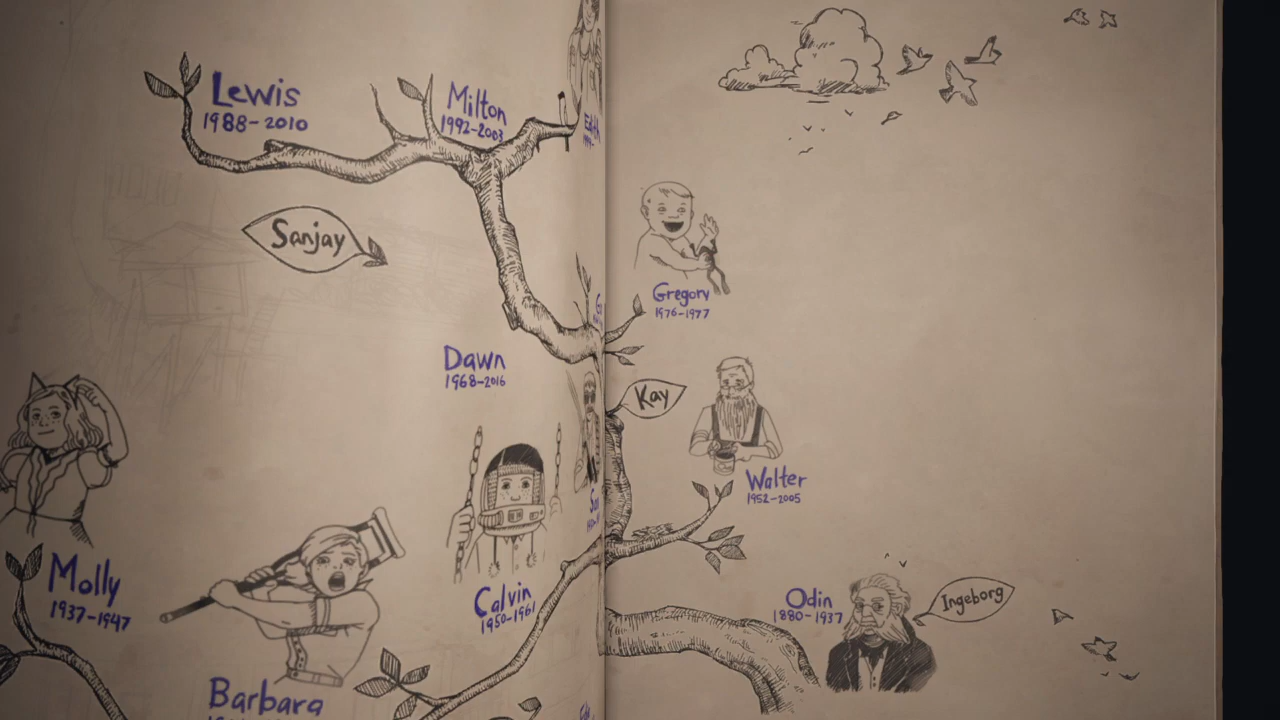 Lewis
1988-2010
Milton
1992-2003
Sanjay
Gregory
1976-1977
Dawn
1968-2016
Kay
Walter
1952-2005
Molly
1937-1947
Calvin
1950-1961
Odin
1880-1937
Ingeborg
Barbara